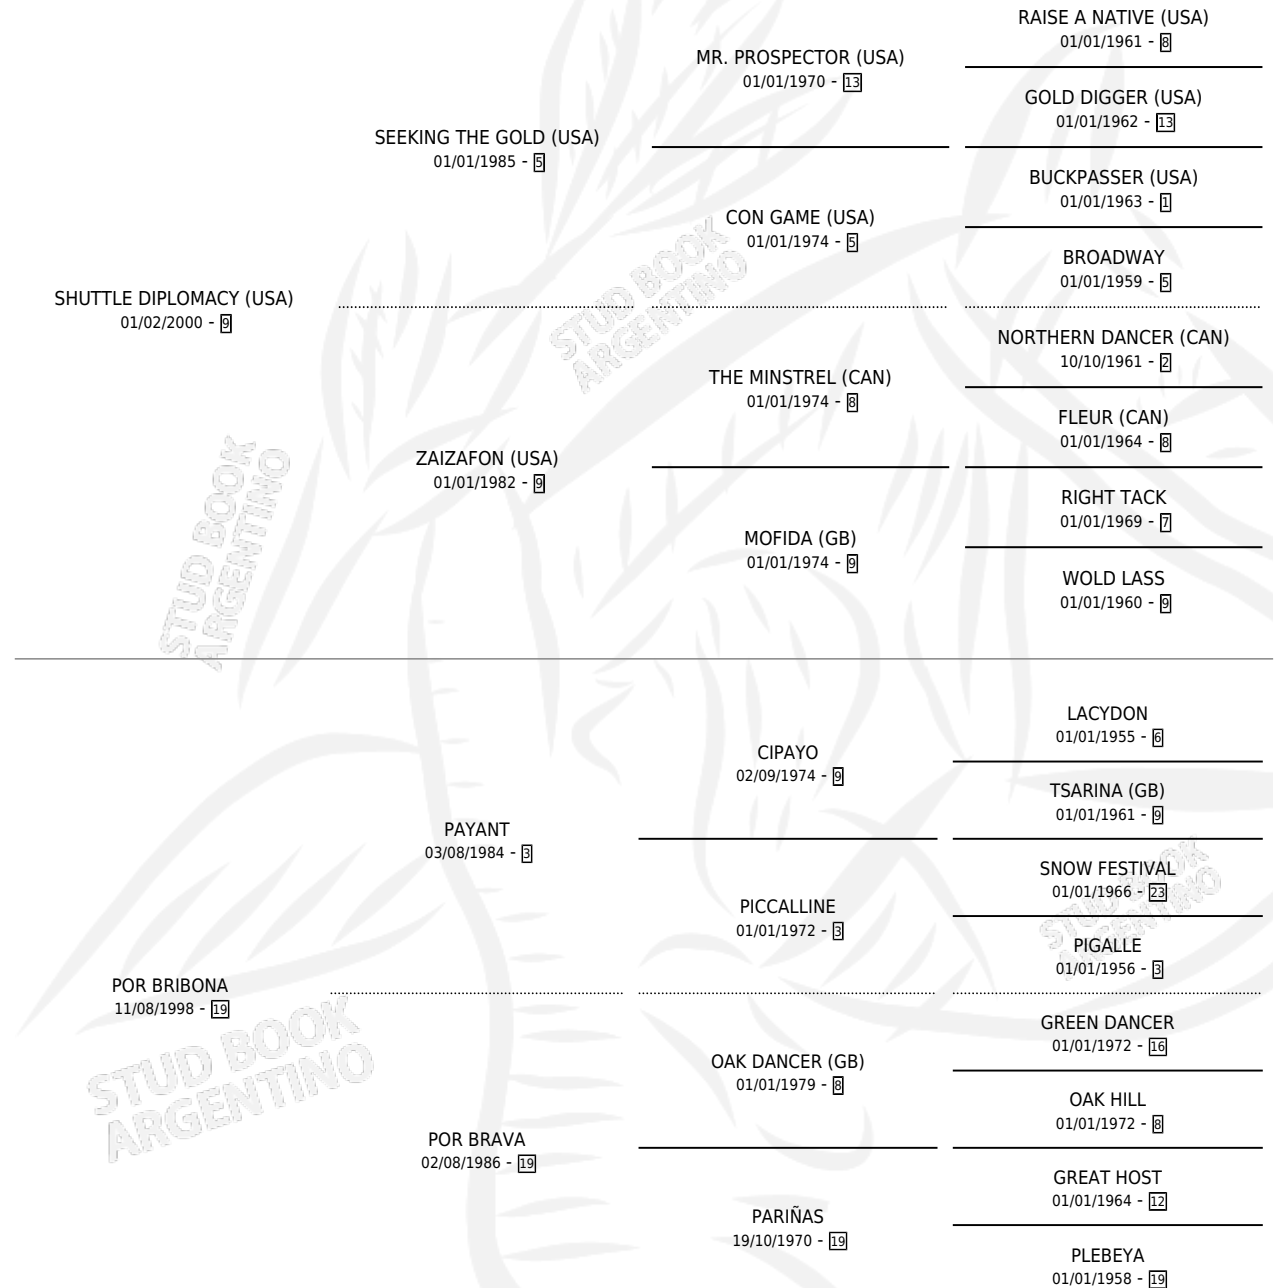 RAISE A NATIVE (USA)
01/01/1961 - 8
MR. PROSPECTOR (USA)
01/01/1970 - 13
GOLD DIGGER (USA)
01/01/1962 - 13
SEEKING THE GOLD (USA)
01/01/1985 - 5
BUCKPASSER (USA)
01/01/1963 - 1
CON GAME (USA)
01/01/1974 - 5
BROADWAY
01/01/1959 - 5
SHUTTLE DIPLOMACY (USA)
01/02/2000 - 9
NORTHERN DANCER (CAN)
10/10/1961 - 2
THE MINSTREL (CAN)
01/01/1974 - 8
FLEUR (CAN)
01/01/1964 - 8
ZAIZAFON (USA)
01/01/1982 - 9
RIGHT TACK
01/01/1969 - 7
MOFIDA (GB)
01/01/1974 - 9
WOLD LASS
01/01/1960 - 9
LACYDON
01/01/1955 - 6
CIPAYO
02/09/1974 - 9
TSARINA (GB)
01/01/1961 - 9
PAYANT
03/08/1984 - 3
SNOW FESTIVAL
01/01/1966 - 23
PICCALLINE
01/01/1972 - 3
PIGALLE
01/01/1956 - 3
POR BRIBONA
11/08/1998 - 19
GREEN DANCER
01/01/1972 - 16
OAK DANCER (GB)
01/01/1979 - 8
OAK HILL
01/01/1972 - 8
POR BRAVA
02/08/1986 - 19
GREAT HOST
01/01/1964 - 12
PARIÑAS
19/10/1970 - 19
PLEBEYA
01/01/1958 - 19
STUD BOOK
ARGENTINO
STUD BOOK
ARGENTINO
STUD BOOK
ARGENTINO
STUD BOOK
ARGENTINO